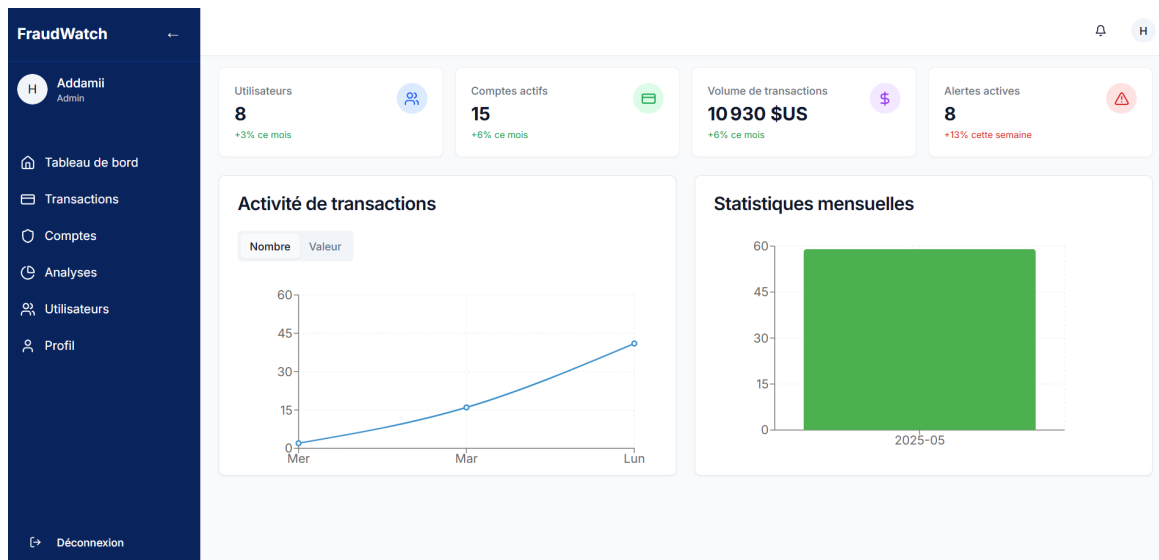 FraudWatch ←
H
H
Addamii
Admin
Tableau de bord
Transactions
Comptes
Analyses
Utilisateurs
Profil
Déconnexion
Utilisateurs
8
+3% ce mois
Comptes actifs
15
+6% ce mois
Volume de transactions
$
10 930 $US
+6% ce mois
Alertes actives
8
+13% cette semaine
Activité de transactions
Nombre Valeur
60
45
30
15
0
Mer Mar Lun
Statistiques mensuelles
60
45
30
15
0
2025-05